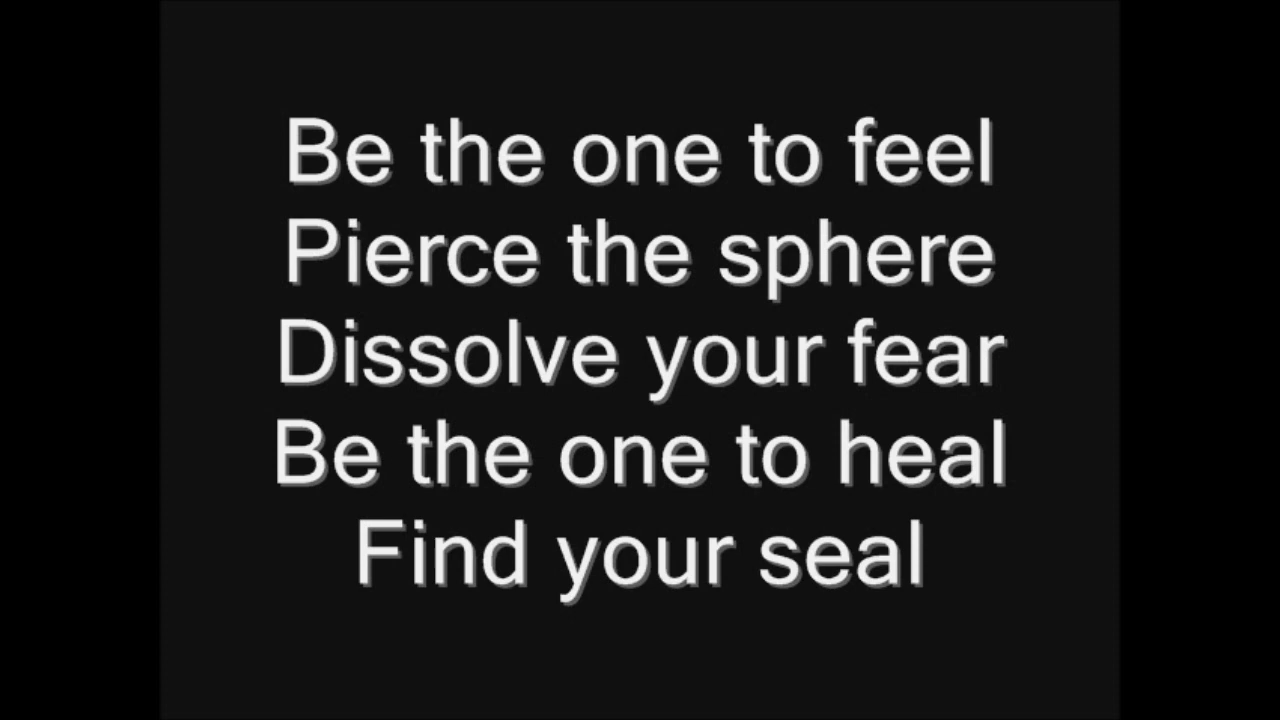 Be the one to feel
Pierce the sphere
Dissolve your fear
Be the one to heal
Find your seal